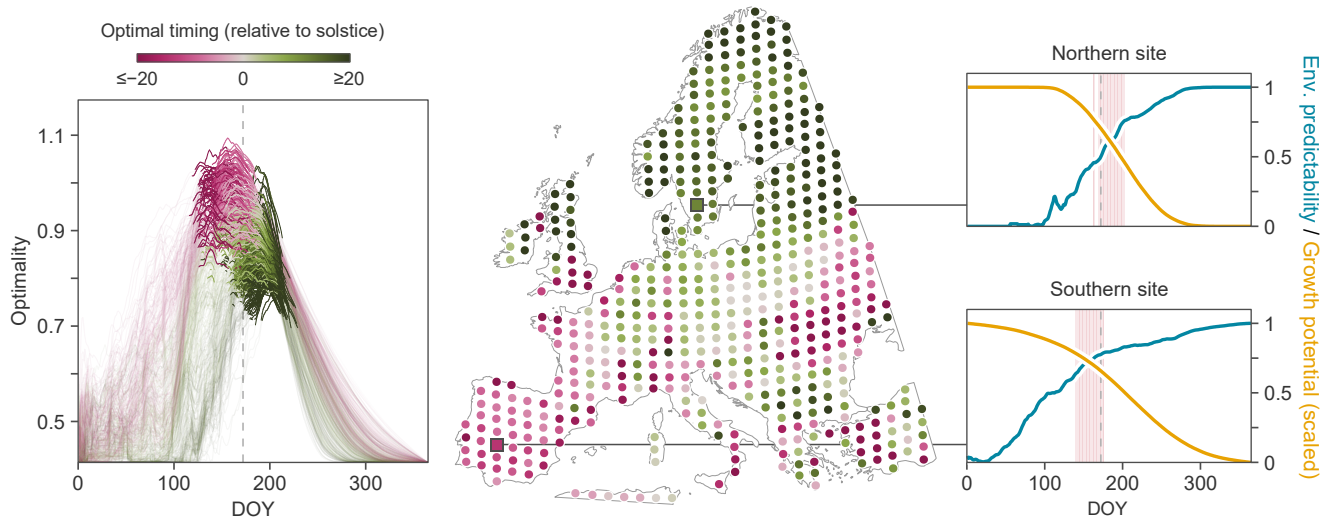 Optimal timing (relative to solstice)
≤−20 0 ≥20
Optimality
1.1
0.9
0.7
0.5
0 100 200 300
DOY
Northern site
1
0.5
0
Southern site
1
0.5
0
0 100 200 300
DOY
Env. predictability / Growth potential (scaled)